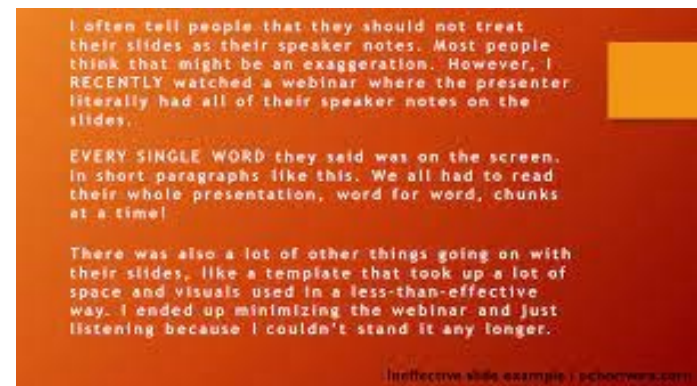 I often tell people that they should not treat
their slides as their speaker notes. Most people
think that might be an exaggeration. However, I
RECENTLY watched a webinar where the presenter
literally had all of their speaker notes on the
slides.
EVERY SINGLE WORD they said was on the screen.
In short paragraphs like this. We all had to read
their whole presentation, word for word, chunks
at a time!
There was also a lot of other things going on with
their slides, like a template that took up a lot of
space and visuals used in a less-than-effective
way. I ended up minimizing the webinar and just
listening because I couldn't stand it any longer.
Ineffective slide example |